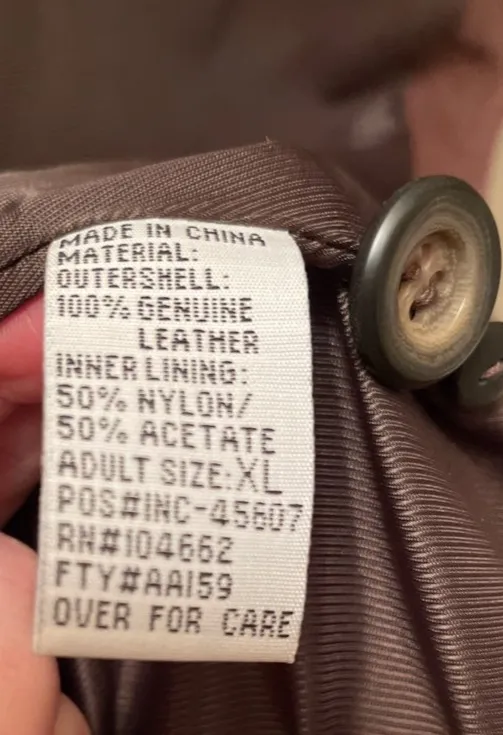 MADE IN CHINA
MATERIAL:
OUTERSHELL:
100% GENUINE
LEATHER
INNER LINING:
50% NYLON/
50% ACETATE
ADULT SIZE: XL
POS#INC-45607
RN#104662
FTY#AA159
OVER FOR CARE